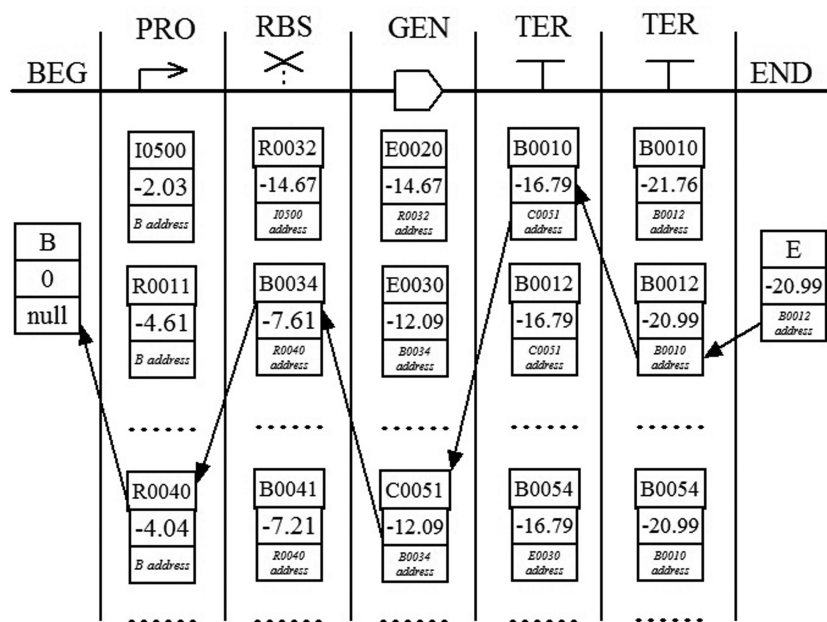 PRO RBS GEN TER TER
BEG END
I0500 R0032 E0020 B0010 B0010
-2.03 -14.67 -14.67 -16.79 -21.76
B address I0500 address R0032 address C0051 address B0012 address
B E
0 -20.99
null B0012 address
R0011 B0034 E0030 B0012 B0012
-4.61 -7.61 -12.09 -16.79 -20.99
B address R0040 address B0034 address C0051 address B0010 address
R0040 B0041 C0051 B0054 B0054
-4.04 -7.21 -12.09 -16.79 -20.99
B address R0040 address B0034 address E0030 address B0010 address